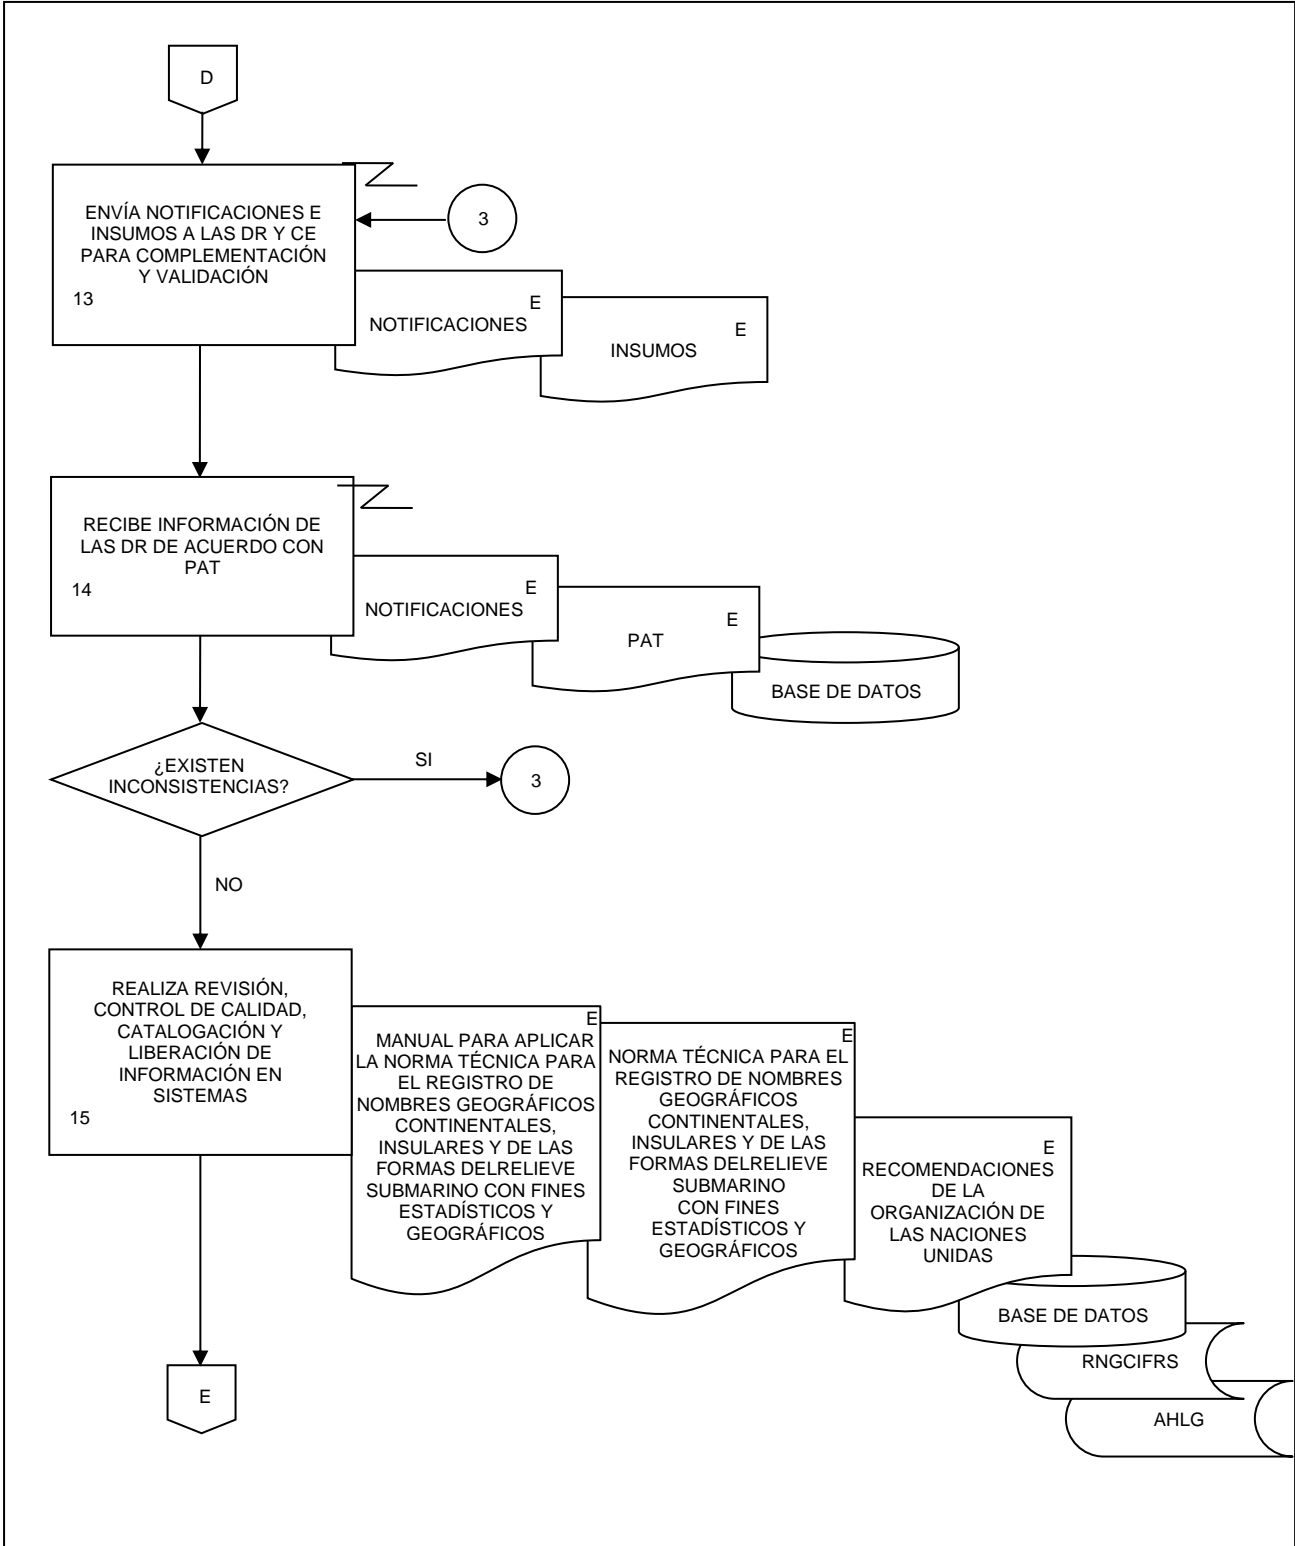 D
ENVÍA NOTIFICACIONES E
INSUMOS A LAS DR Y CE
PARA COMPLEMENTACIÓN
Y VALIDACIÓN
13
3
E
NOTIFICACIONES
E
INSUMOS
RECIBE INFORMACIÓN DE
LAS DR DE ACUERDO CON
PAT
14
E
NOTIFICACIONES
E
PAT
BASE DE DATOS
¿EXISTEN
INCONSISTENCIAS?
SI
3
NO
REALIZA REVISIÓN,
CONTROL DE CALIDAD,
CATALOGACIÓN Y
LIBERACIÓN DE
INFORMACIÓN EN
SISTEMAS
15
E
MANUAL PARA APLICAR
LA NORMA TÉCNICA PARA
EL REGISTRO DE
NOMBRES GEOGRÁFICOS
CONTINENTALES,
INSULARES Y DE LAS
FORMAS DELRELIEVE
SUBMARINO CON FINES
ESTADÍSTICOS Y
GEOGRÁFICOS
E
NORMA TÉCNICA PARA EL
REGISTRO DE NOMBRES
GEOGRÁFICOS
CONTINENTALES,
INSULARES Y DE LAS
FORMAS DELRELIEVE
SUBMARINO
CON FINES
ESTADÍSTICOS Y
GEOGRÁFICOS
E
RECOMENDACIONES
DE LA
ORGANIZACIÓN DE
LAS NACIONES
UNIDAS
BASE DE DATOS
RNGCIFRS
AHLG
E